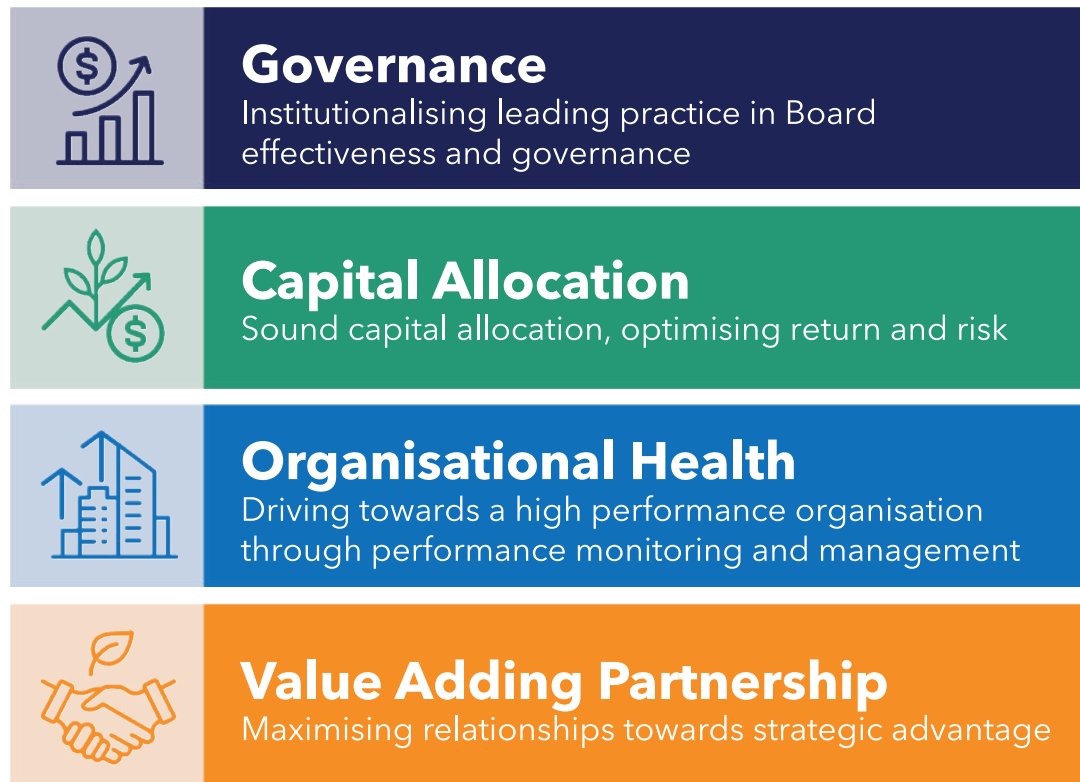 $
Governance
Institutionalising leading practice in Board
effectiveness and governance
Capital Allocation
Sound capital allocation, optimising return and risk
$
Organisational Health
Driving towards a high performance organisation
through performance monitoring and management
Value Adding Partnership
Maximising relationships towards strategic advantage